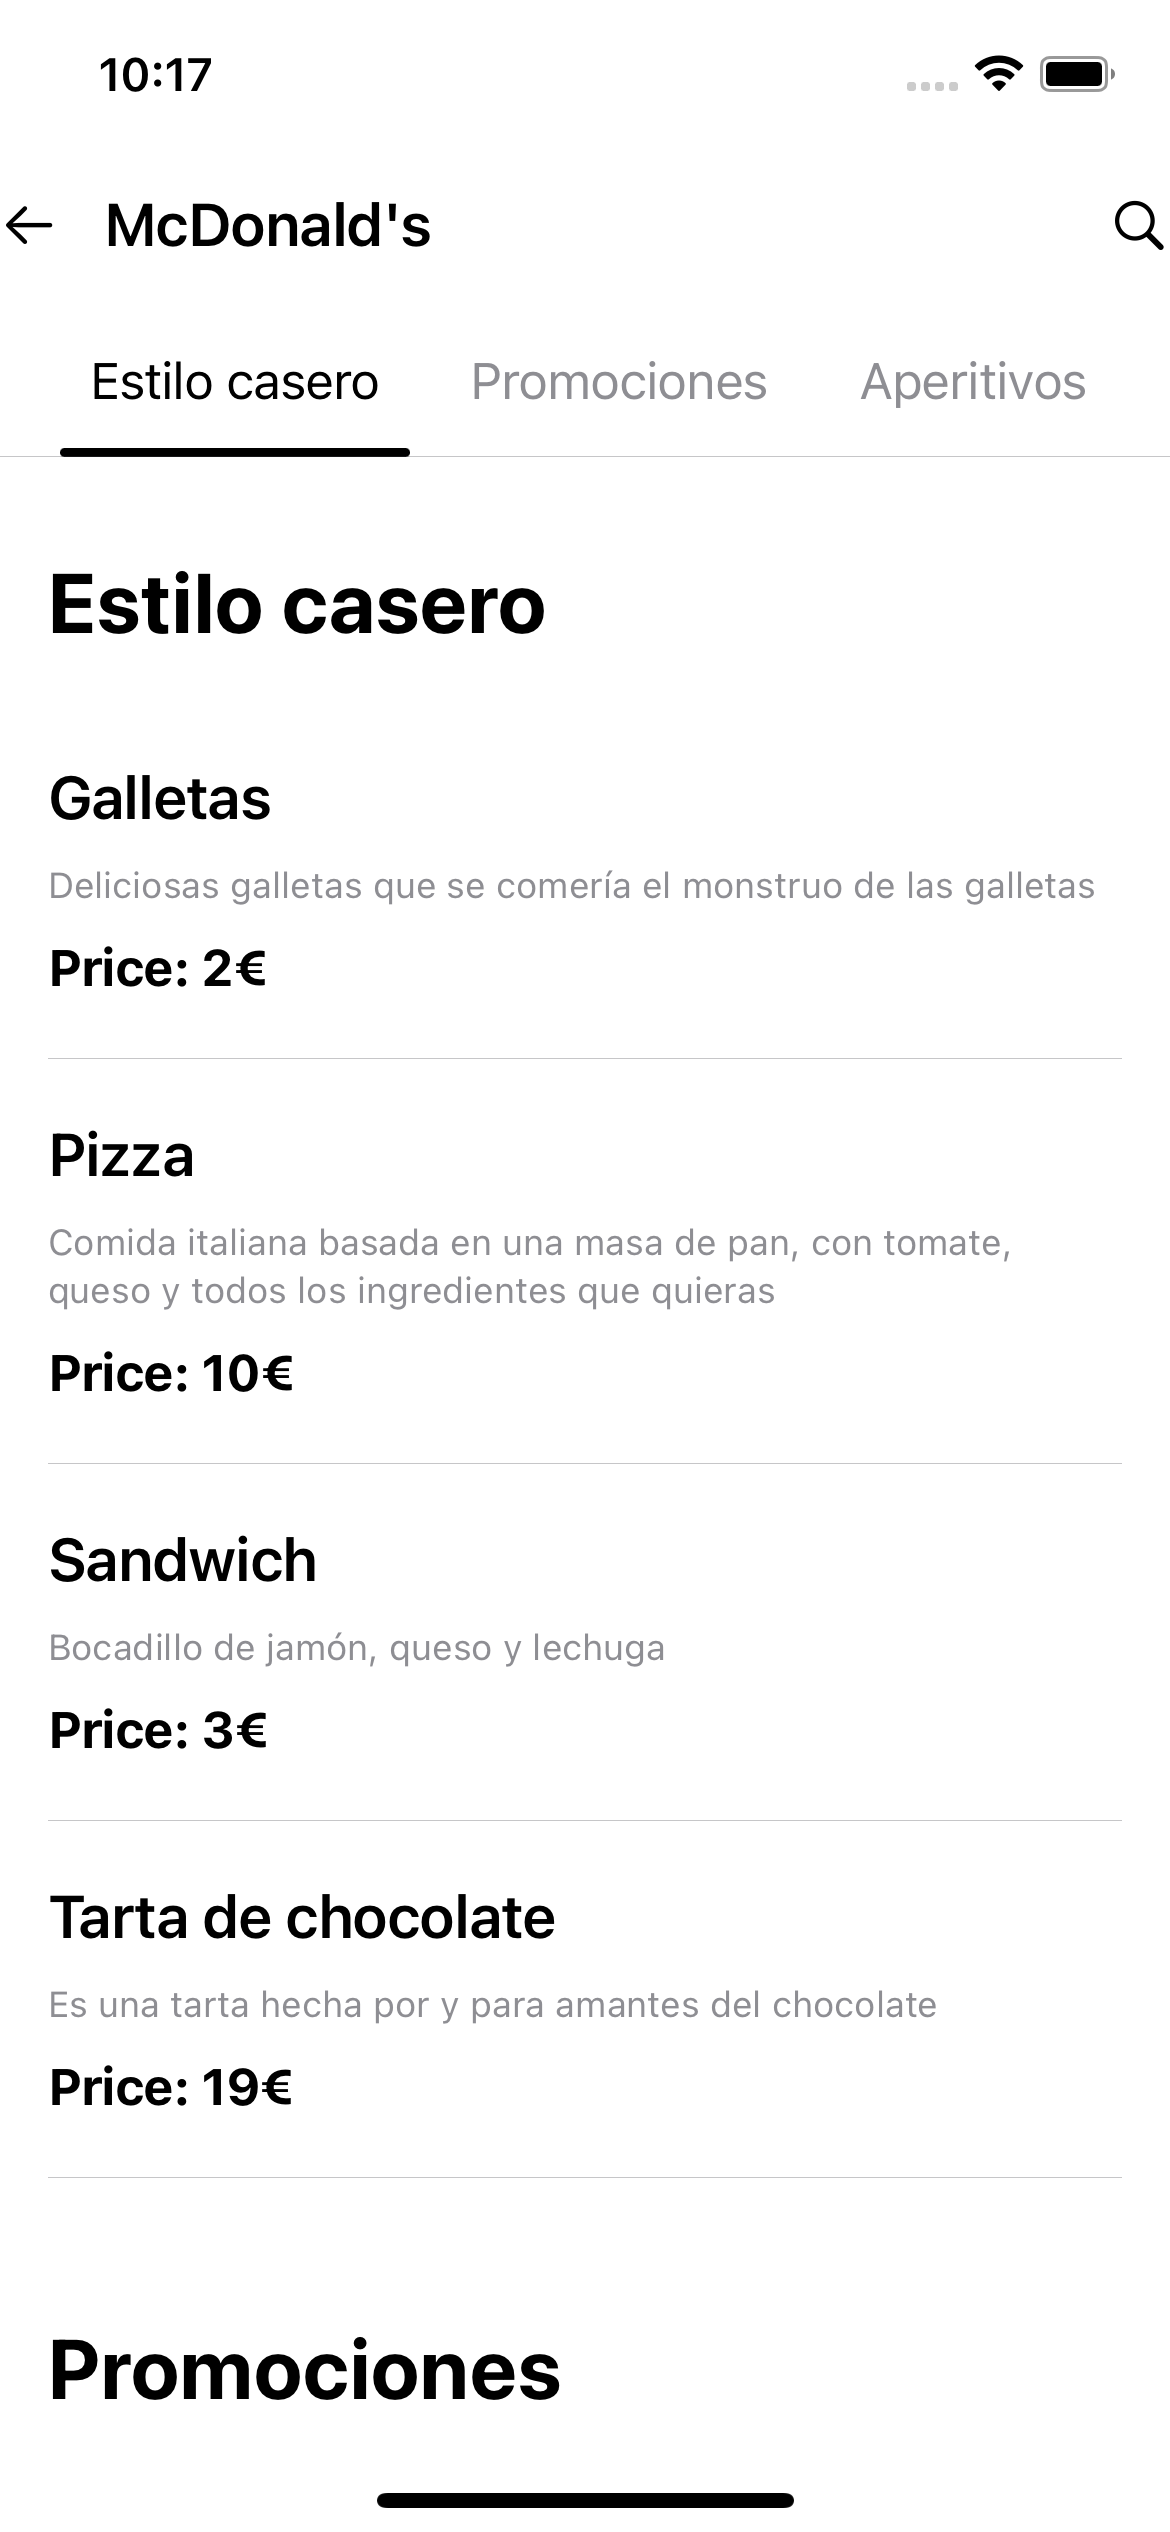 10:17
McDonald's
Estilo casero
Promociones
Aperitivos
Estilo casero
Galletas
Deliciosas galletas que se comería el monstruo de las galletas
Price: 2€
Pizza
Comida italiana basada en una masa de pan, con tomate,
queso y todos los ingredientes que quieras
Price: 10€
Sandwich
Bocadillo de jamón, queso y lechuga
Price: 3€
Tarta de chocolate
Es una tarta hecha por y para amantes del chocolate
Price: 19€
Promociones